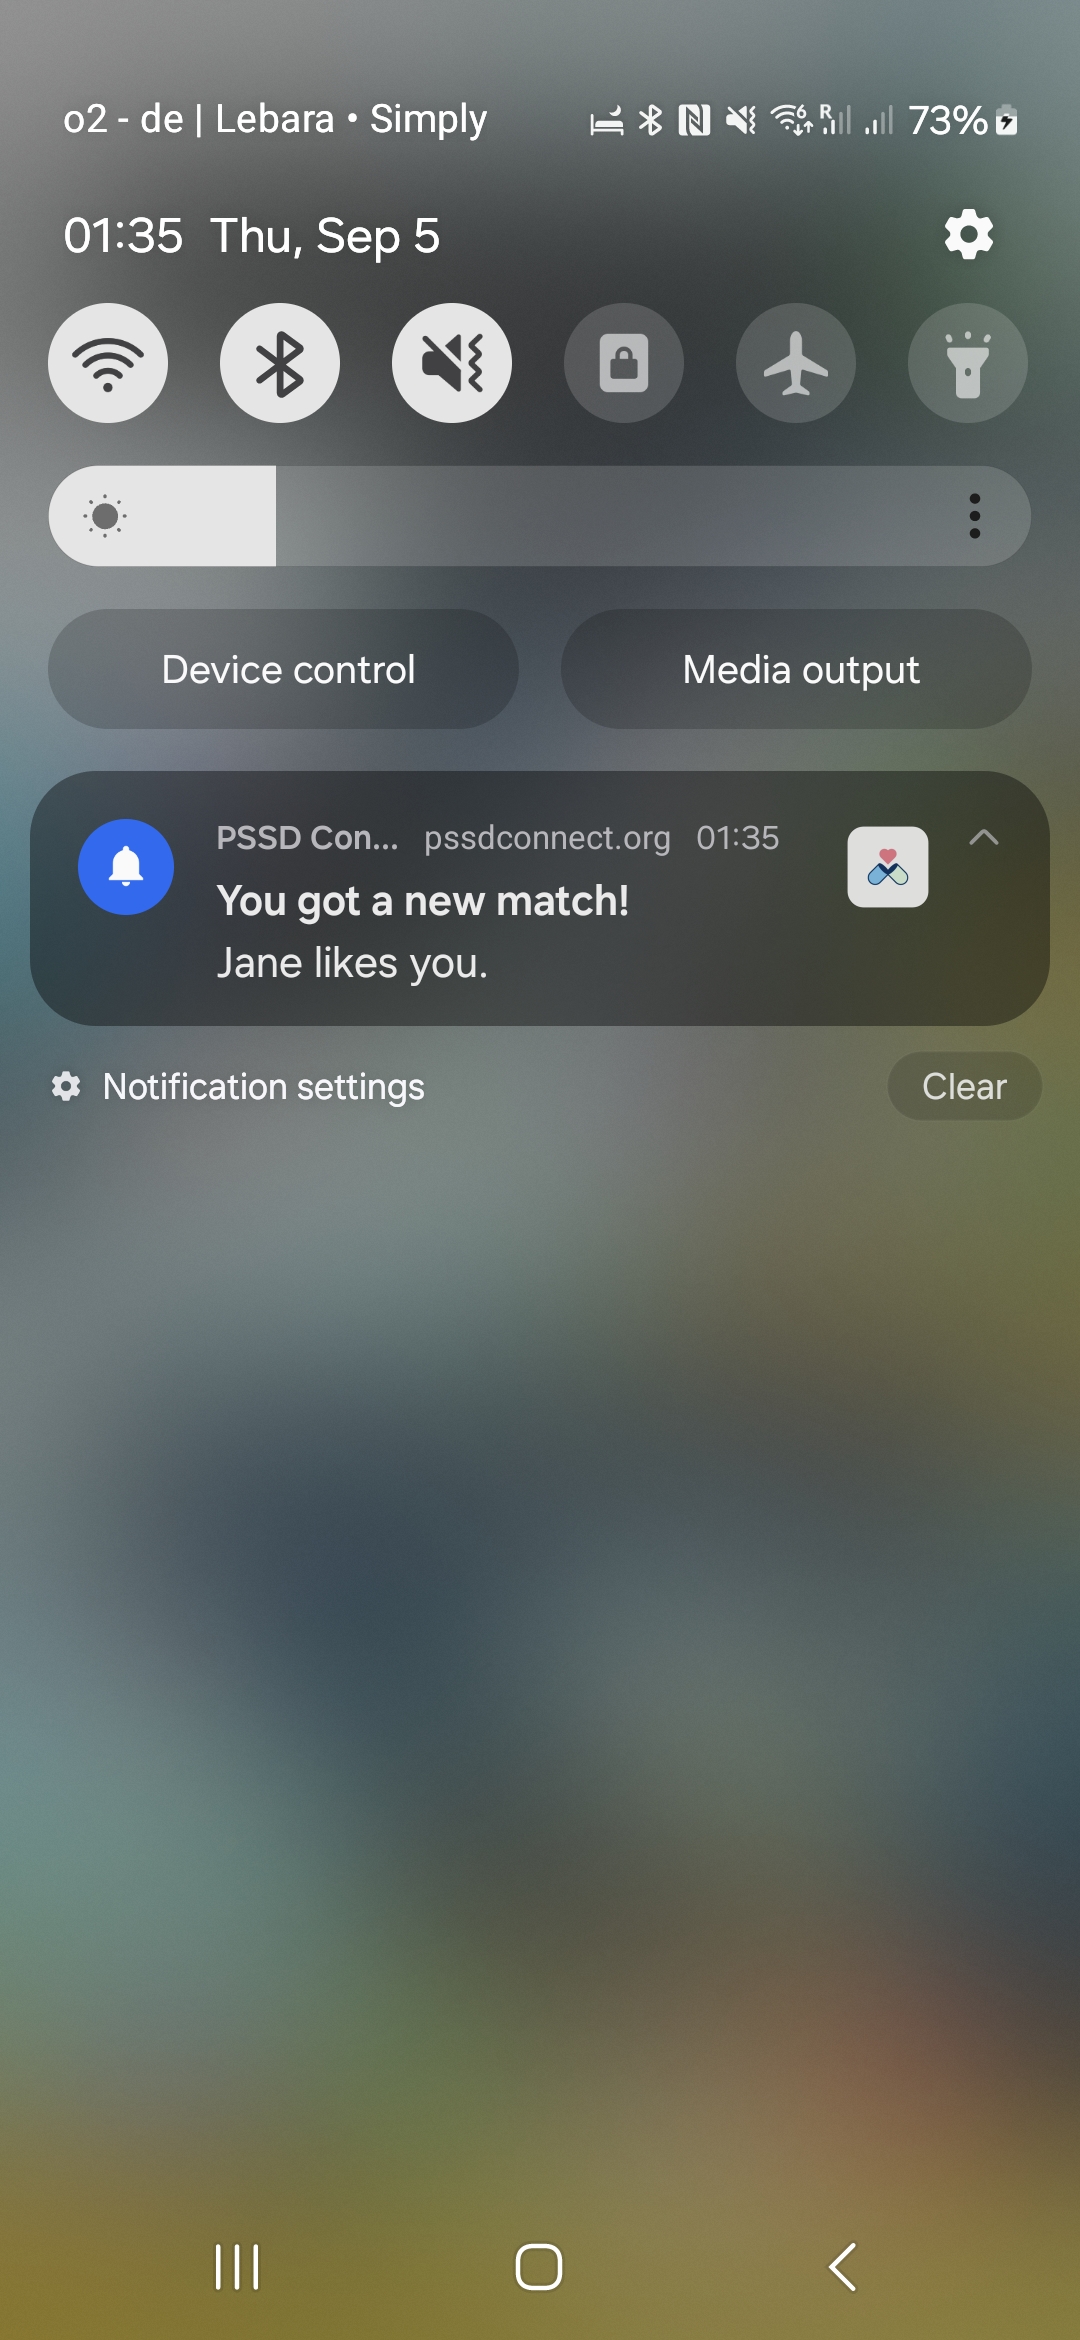 o2 - de | Lebara • Simply 73%
01:35 Thu, Sep 5
Device control Media output
PSSD Con... pssdconnect.org 01:35
You got a new match!
Jane likes you.
Notification settings Clear